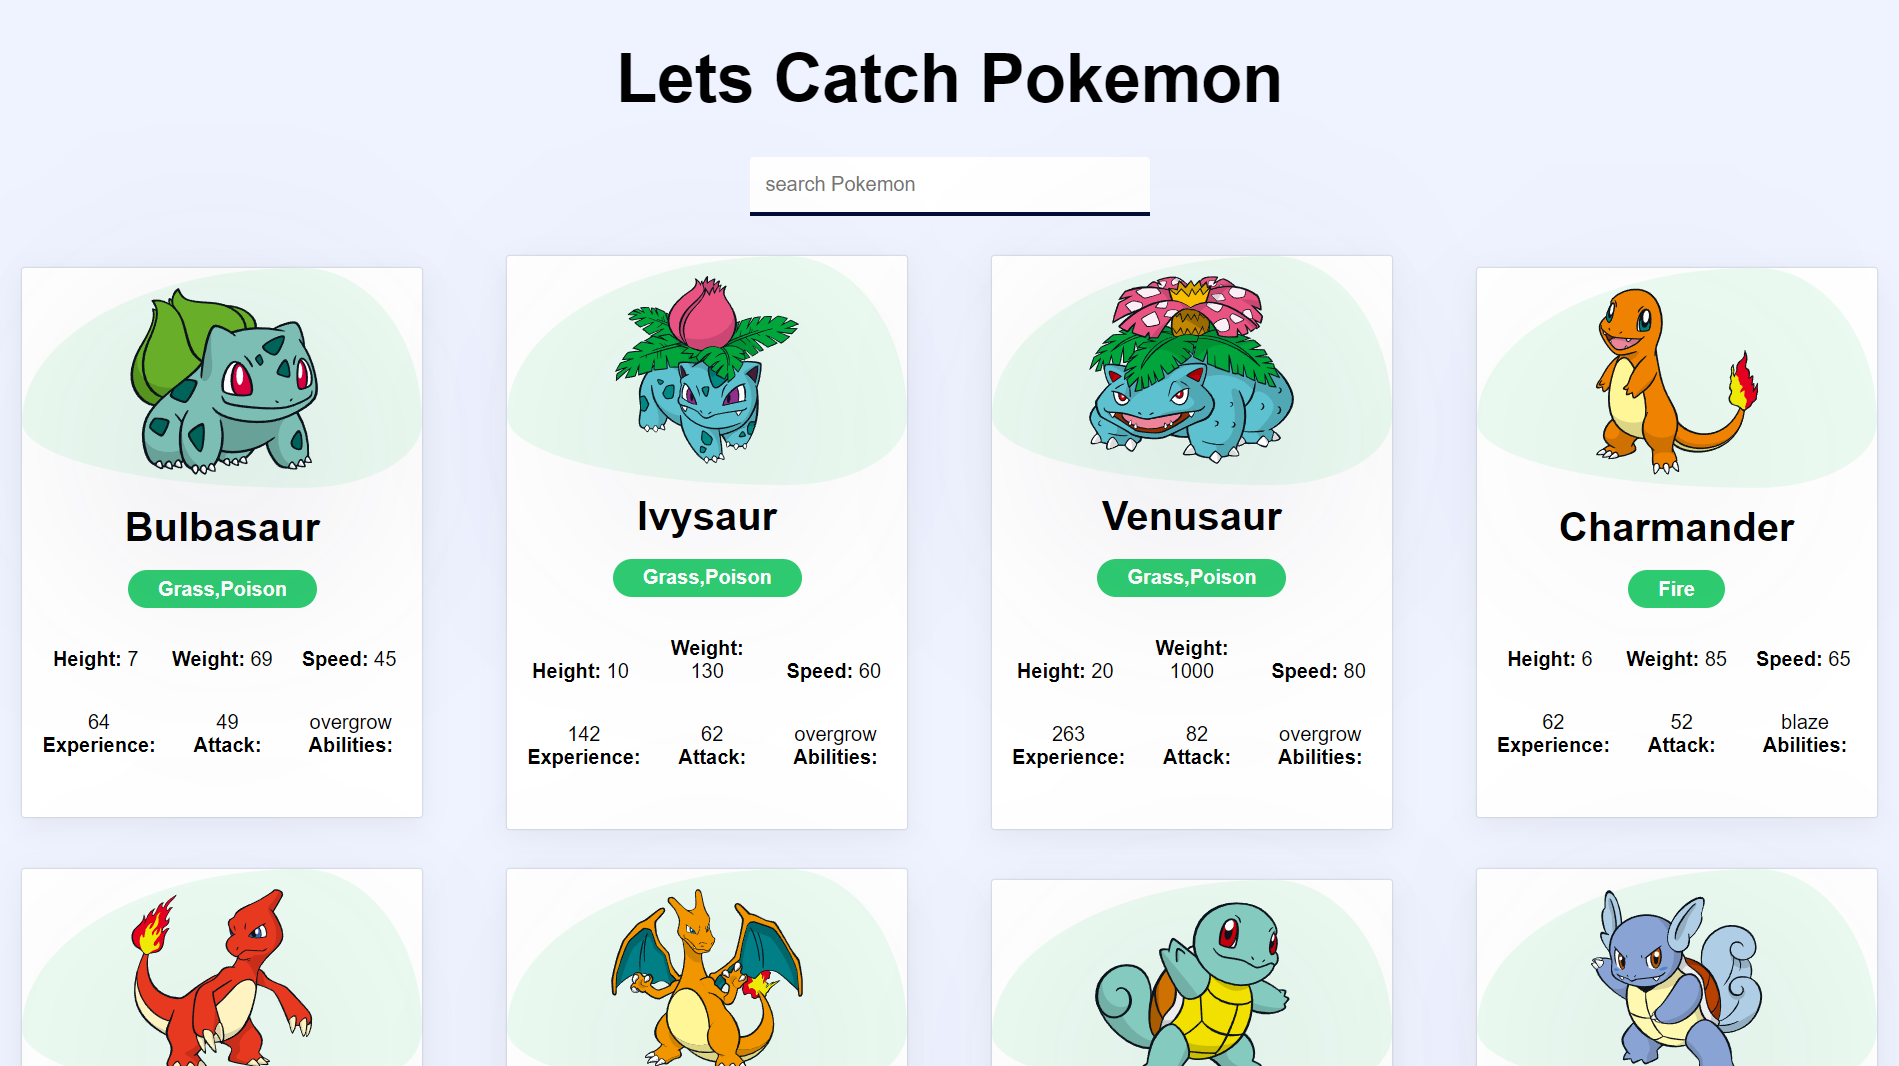 Lets Catch Pokemon
search Pokemon
Bulbasaur
Grass,Poison
Height: 7 Weight: 69 Speed: 45
64 49 overgrow
Experience: Attack: Abilities:
Ivysaur
Grass,Poison
Weight:
Height: 10 130 Speed: 60
142 62 overgrow
Experience: Attack: Abilities:
Venusaur
Grass,Poison
Weight:
Height: 20 1000 Speed: 80
263 82 overgrow
Experience: Attack: Abilities:
Charmander
Fire
Height: 6 Weight: 85 Speed: 65
62 52 blaze
Experience: Attack: Abilities: